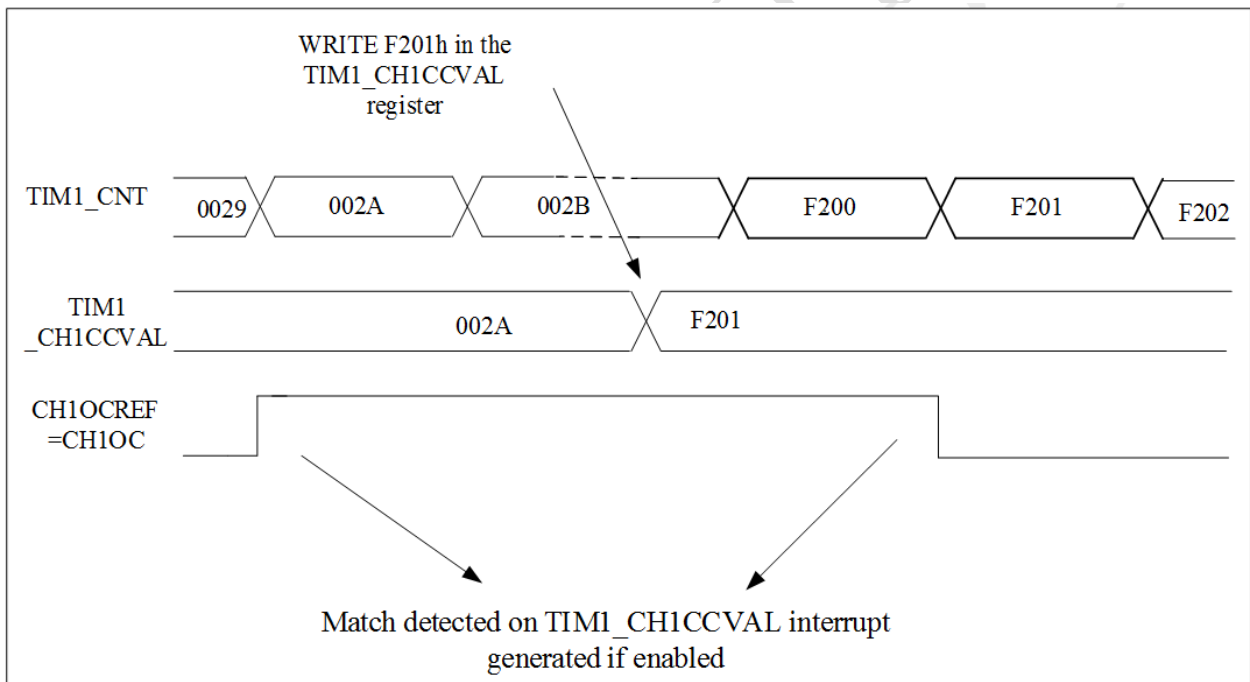 WRITE F201h in the
TIM1_CH1CCVAL
register
TIM1_CNT
0029
002A
002B
F200
F201
F202
TIM1
_CH1CCVAL
002A
F201
CH1OCREF
=CH1OC
Match detected on TIM1_CH1CCVAL interrupt
generated if enabled